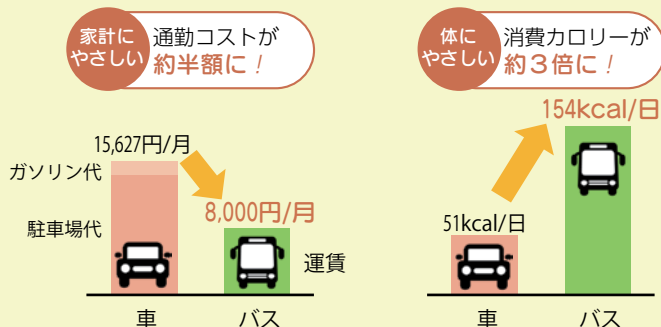 家計に
やさしい
通勤コストが
約半額に！
15,627円/月
ガソリン代
駐車場代
8,000円/月
運賃
車
バス
体に
やさしい
消費カロリーが
約３倍に！
154kcal/日
51kcal/日
車
バス